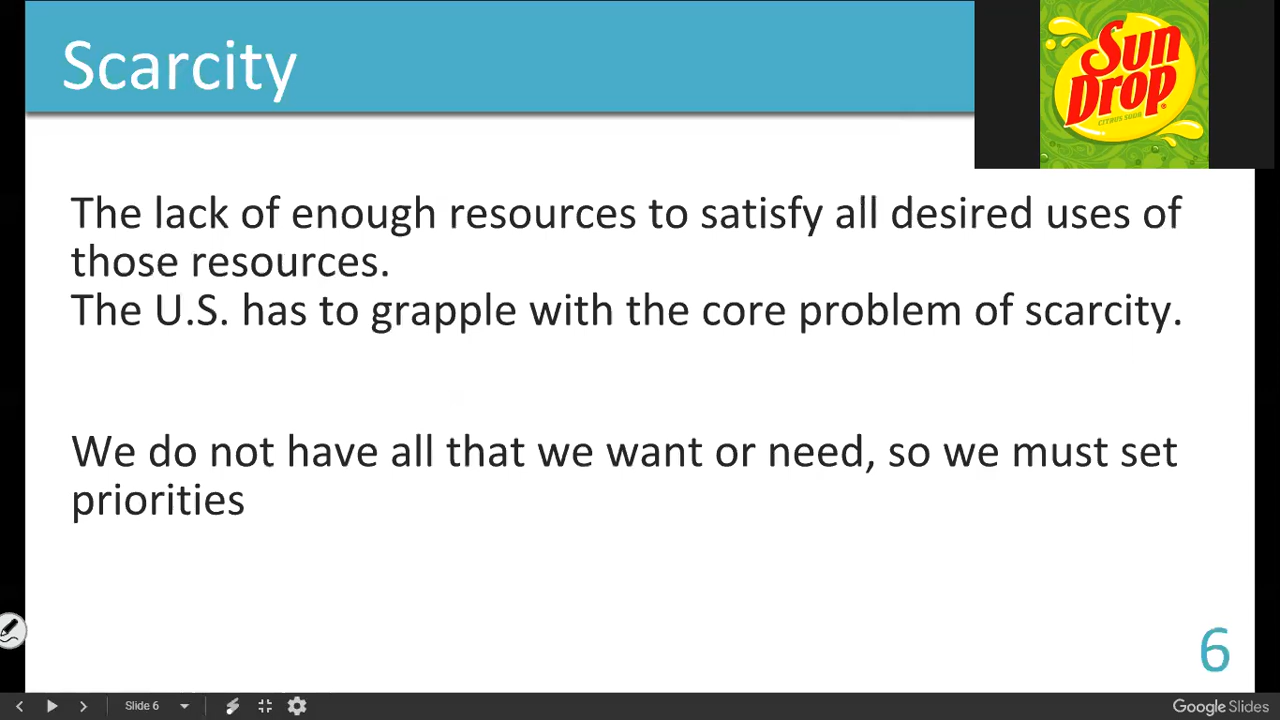 Scarcity
Sun
Drop
CITRUS SODA
The lack of enough resources to satisfy all desired uses of
those resources.
The U.S. has to grapple with the core problem of scarcity.
We do not have all that we want or need, so we must set
priorities
6
Slide 6
Google Slides